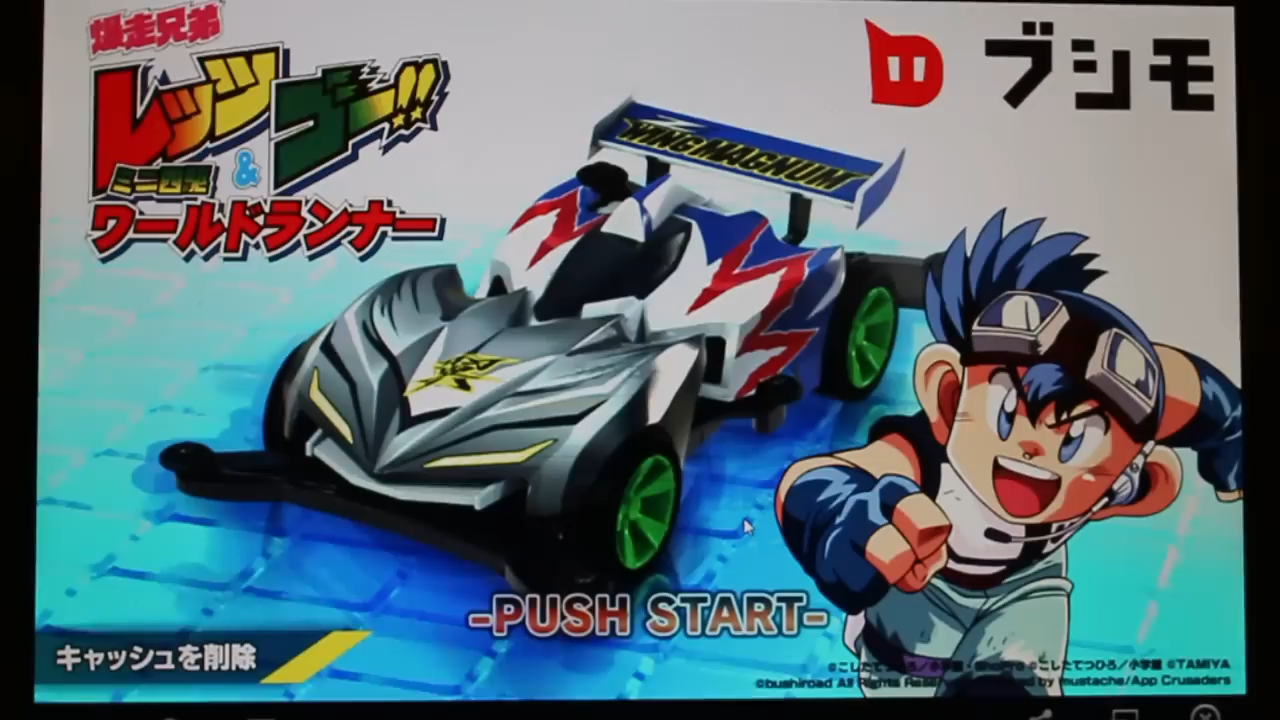 爆走兄弟
レッツ
&
ゴー!!
ミニ四駆
ワールドランナー
ブシモ
WING MAGNUM
-PUSH START-
キャッシュを削除
©こしたてつひろ／小学館・ ©こしたてつひろ／小学館 ©TAMIYA
©bushiroad All Rights by mustache/App Crusaders